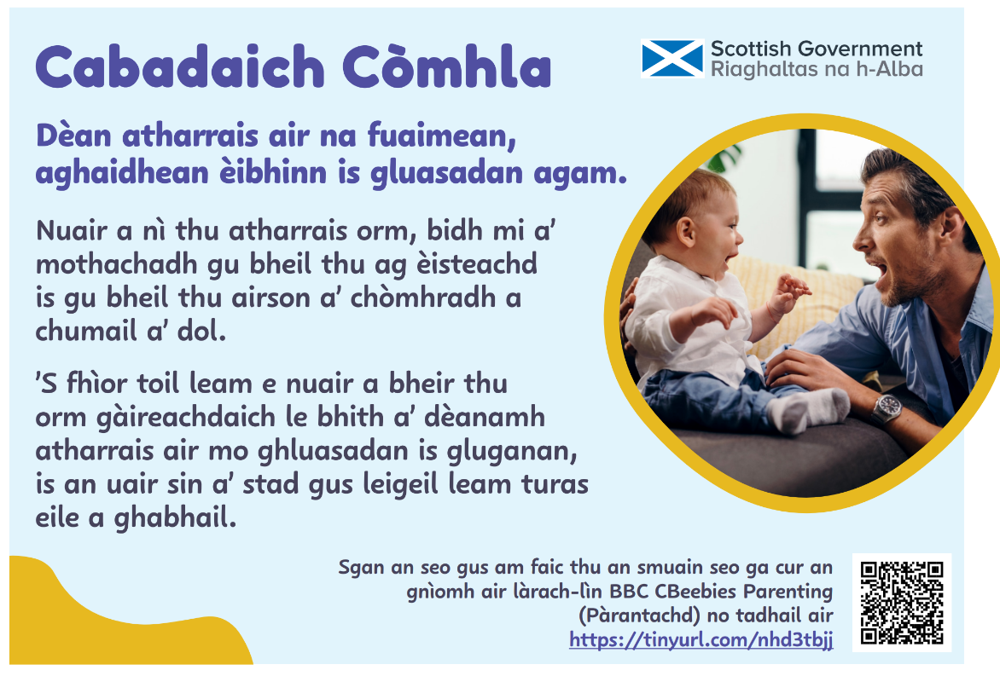 Cabadaich Còmhla
Scottish Government
Riaghaltas na h-Alba
Dèan atharrais air na fuaimean,
aghaidhean èibhinn is gluasadan agam.
Nuair a nì thu atharrais orm, bidh mi a’
mothachadh gu bheil thu ag èisteachd
is gu bheil thu airson a’ chòmhradh a
chumail a’ dol.
’S fhìor toil leam e nuair a bheir thu
orm gàireachdaich le bhith a’ dèanamh
atharrais air mo ghluasadan is gluganan,
is an uair sin a’ stad gus leigeil leam turas
eile a ghabhail.
Sgan an seo gus am faic thu an smuain seo ga cur an
gnìomh air làrach-lìn BBC CBeebies Parenting
(Pàrantachd) no tadhail air
https://tinyurl.com/nhd3tbjj